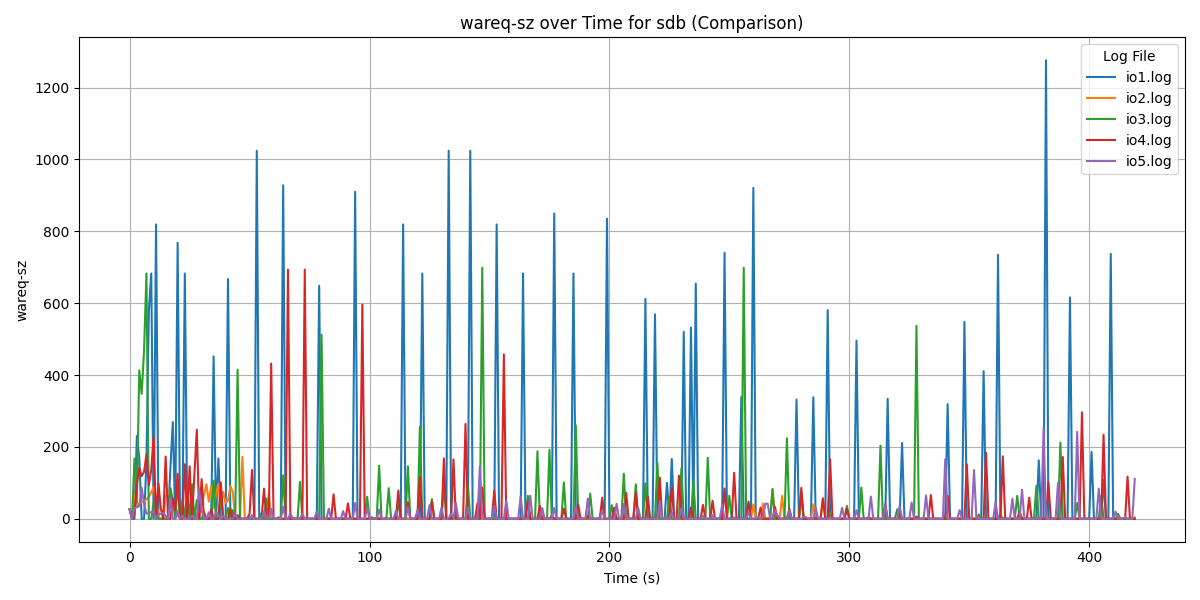 wareq-sz over Time for sdb (Comparison)
wareq-sz
1200
1000
800
600
400
200
0
0 100 200 300 400
Time (s)
Log File
io1.log
io2.log
io3.log
io4.log
io5.log